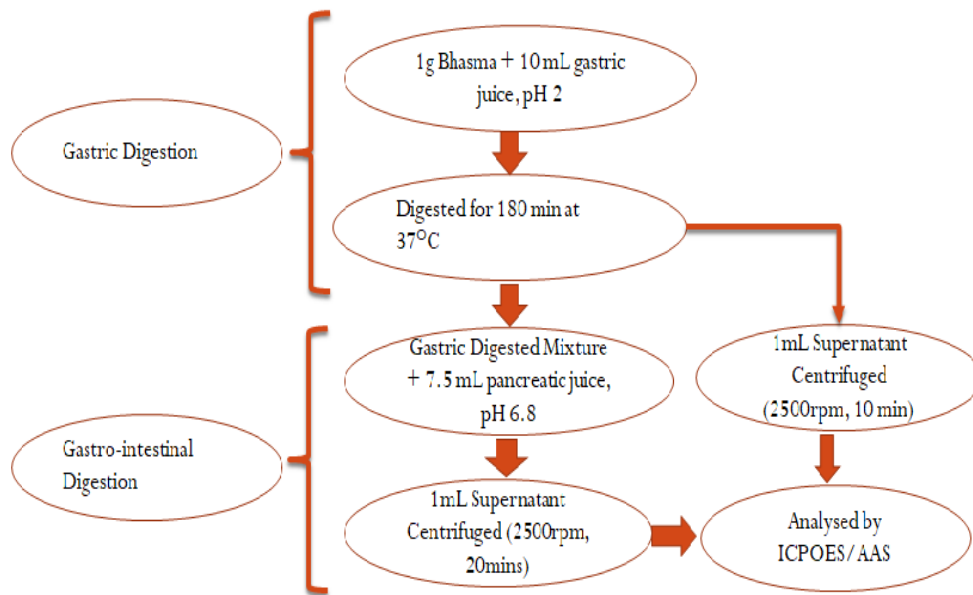 1g Bhasma + 10 mL gastric
juice, pH 2
Gastric Digestion
Digested for 180 min at
37°C
Gastric Digested Mixture
+ 7.5 mL pancreatic juice,
pH 6.8
1mL Supernatant
Centrifuged
(2500rpm, 10 min)
Gastro-intestinal
Digestion
1mL Supernatant
Centrifuged (2500rpm,
20mins)
Analysed by
ICPOES/AAS